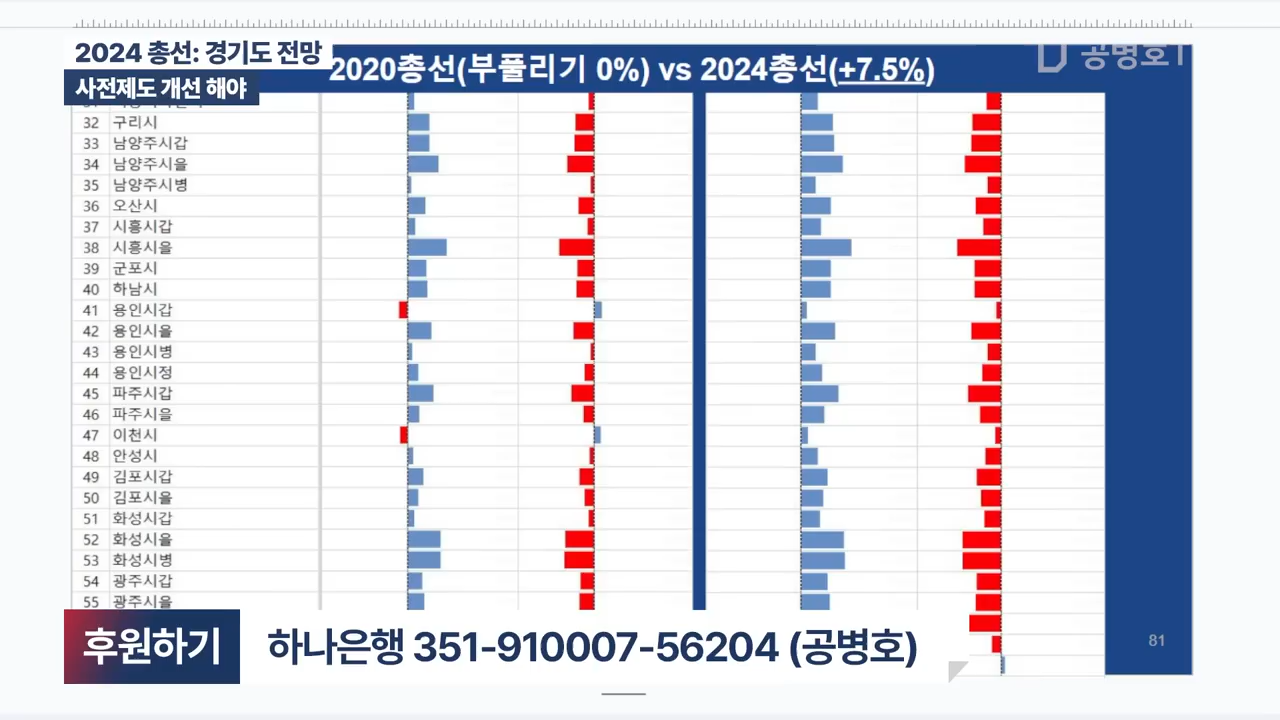 2024 총선: 경기도 전망
사전제도 개선 해야
공병호
2020총선(부풀리기 0%) vs 2024총선(+7.5%)
32 구리시
33 남양주시갑
34 남양주시을
35 남양주시병
36 오산시
37 시흥시갑
38 시흥시을
39 군포시
40 하남시
41 용인시갑
42 용인시을
43 용인시병
44 용인시정
45 파주시갑
46 파주시을
47 이천시
48 안성시
49 김포시갑
50 김포시을
51 화성시갑
52 화성시을
53 화성시병
54 광주시갑
55 광주시을
81
후원하기
하나은행 351-910007-56204 (공병호)